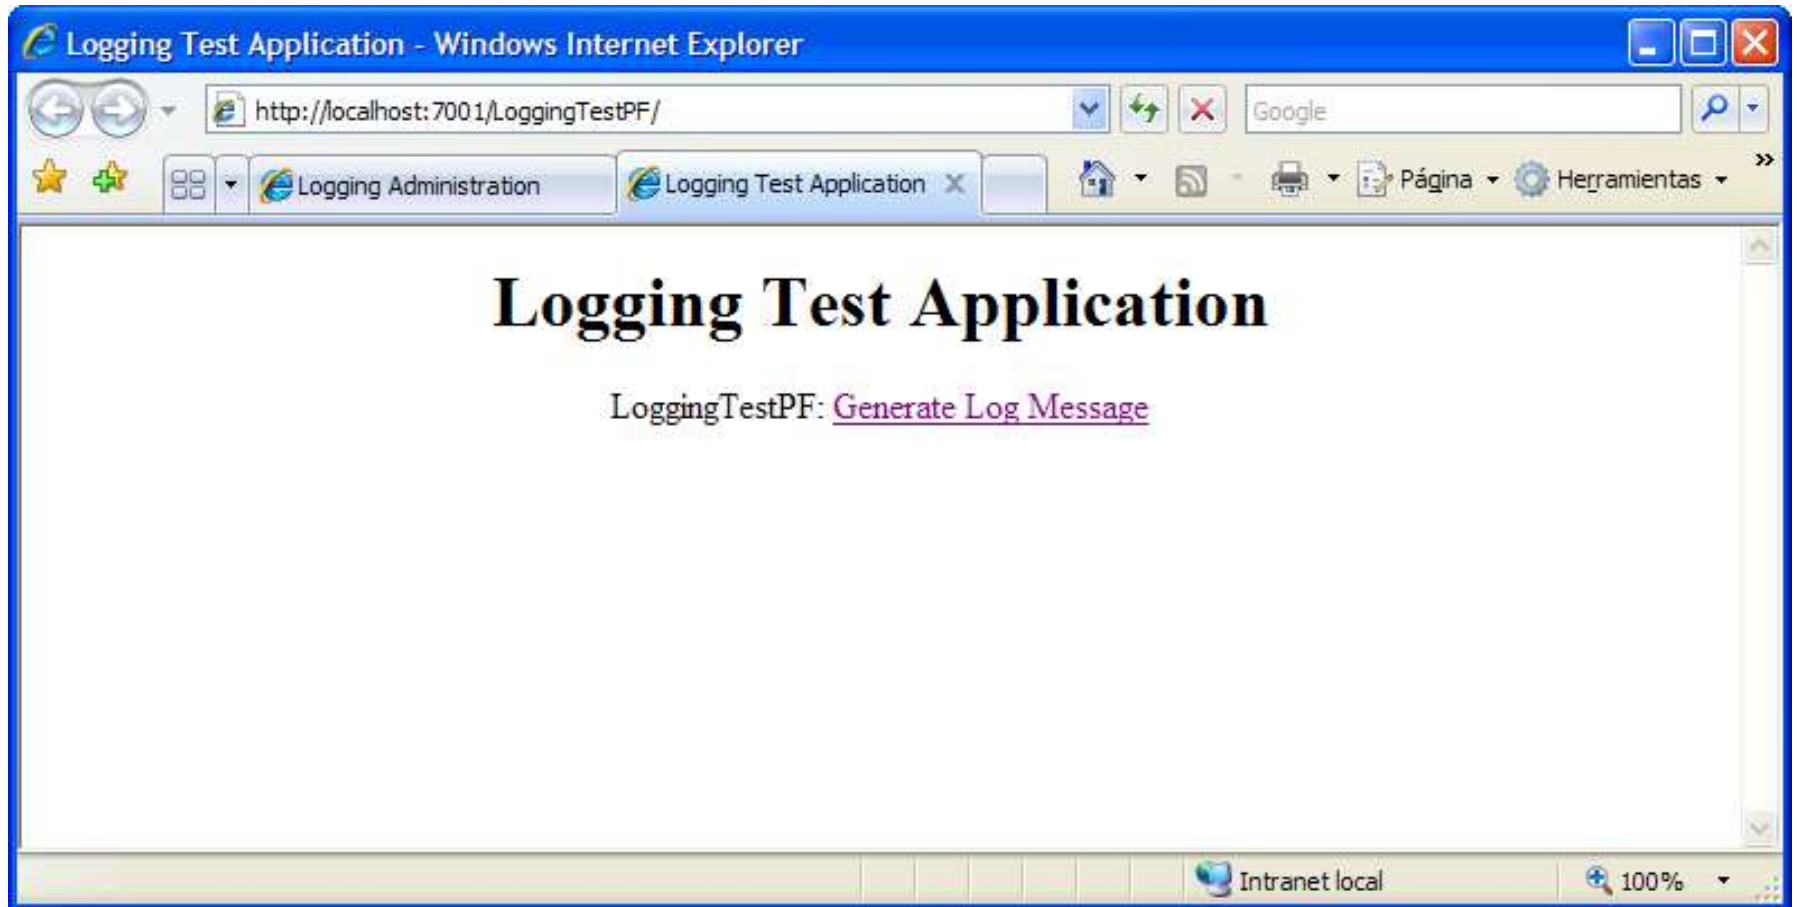 Logging Test Application - Windows Internet Explorer
http://localhost:7001/LoggingTestPF/
Google
Logging Administration
Logging Test Application
Página
Herramientas
Logging Test Application
LoggingTestPF: Generate Log Message
Intranet local
100%